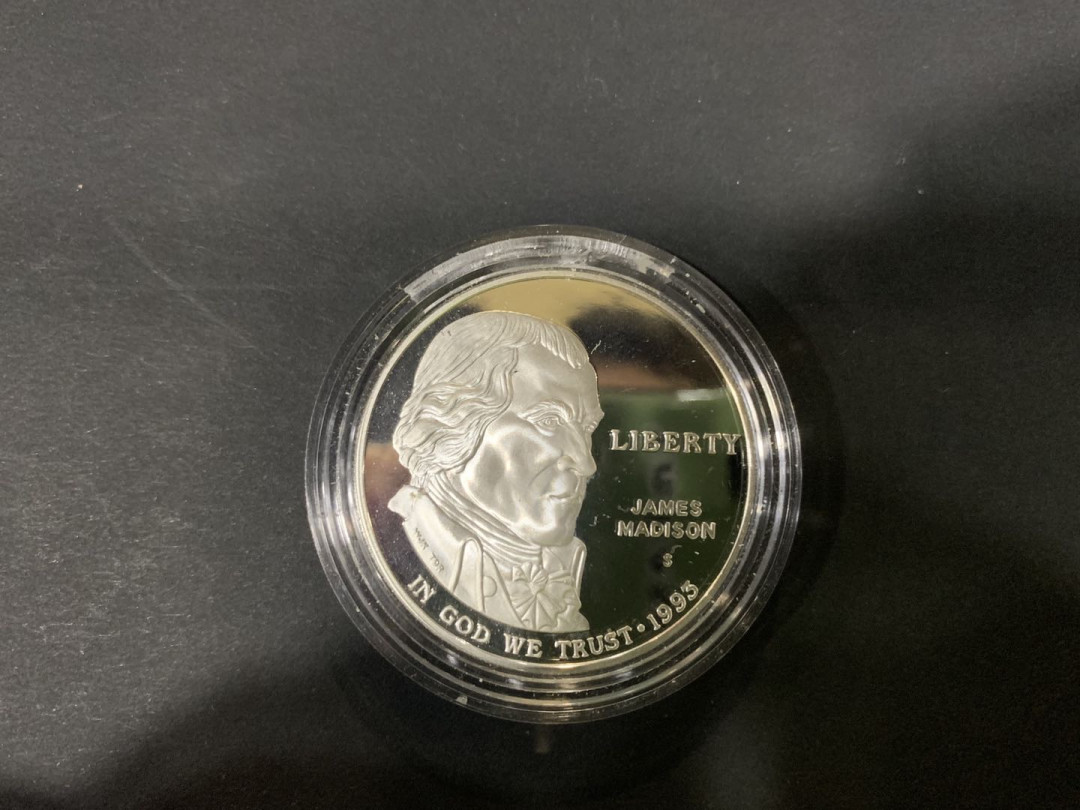 LIBERTY
JAMES
MADISON
S
IN GOD WE TRUST • 1993